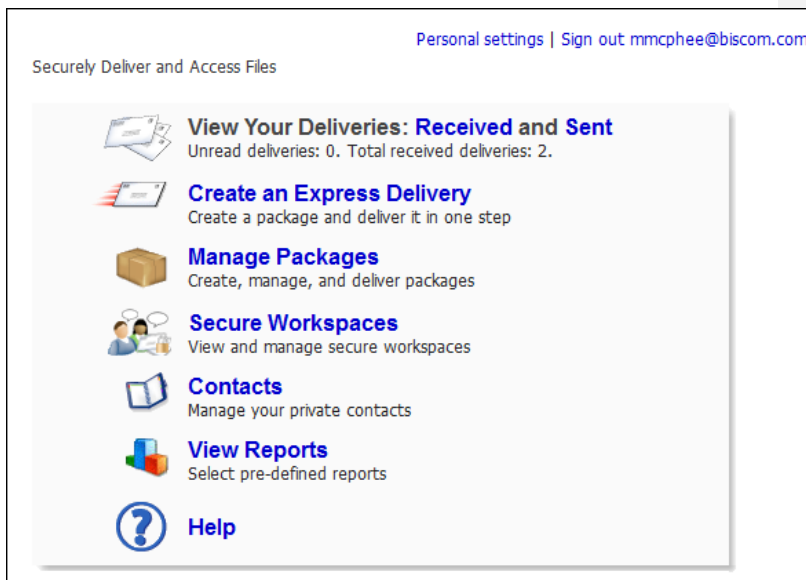 Personal settings | Sign out mmcphee@biscom.com
Securely Deliver and Access Files
View Your Deliveries: Received and Sent
Unread deliveries: 0. Total received deliveries: 2.
Create an Express Delivery
Create a package and deliver it in one step
Manage Packages
Create, manage, and deliver packages
Secure Workspaces
View and manage secure workspaces
Contacts
Manage your private contacts
View Reports
Select pre-defined reports
Help